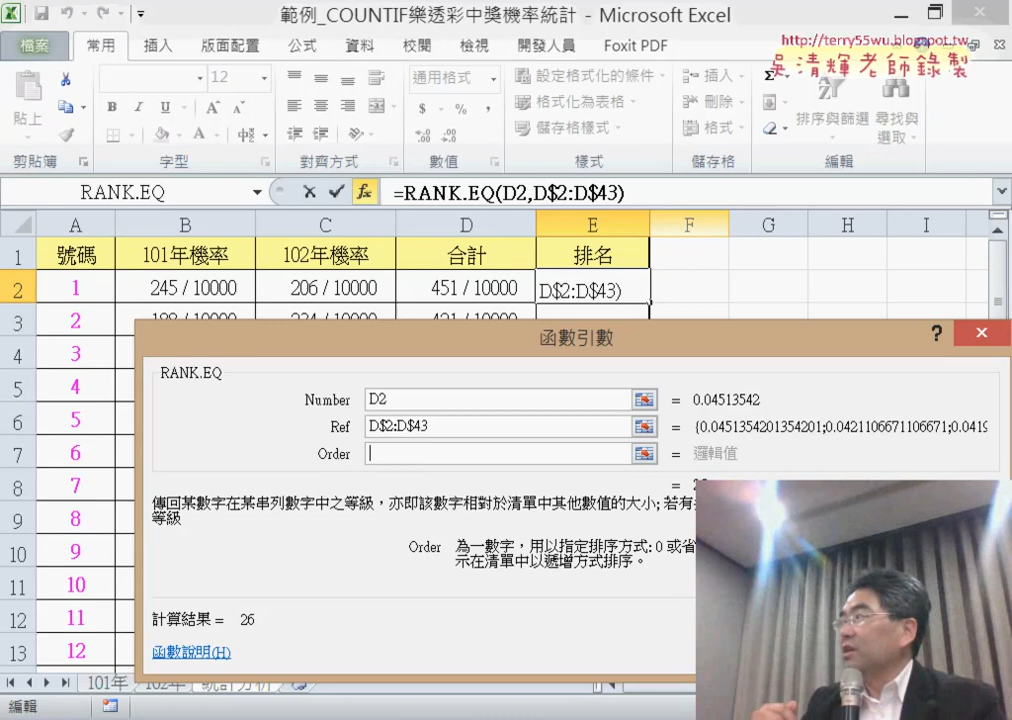 範例_COUNTIF樂透彩中獎機率統計 - Microsoft Excel
http://terry55wu.blogspot.tw
吳清輝老師錄製
檔案 常用 插入 版面配置 公式 資料 校閱 檢視 開發人員 Foxit PDF
貼上
12
通用格式
設定格式化的條件
格式化為表格
儲存格樣式
插入
刪除
格式
排序與篩選 尋找與
選取
剪貼簿 字型 對齊方式 數值 樣式 儲存格 編輯
RANK.EQ =RANK.EQ(D2,D$2:D$43)
A B C D E F G H I
1 號碼 101年機率 102年機率 合計 排名
2 1 245 / 10000 206 / 10000 451 / 10000 D$2:D$43)
3 2
4 3
5 4
6 5
7 6
8 7
9 8
10 9
11 10
12 11
13 12
函數引數
RANK.EQ
Number D2 = 0.04513542
Ref D$2:D$43 = {0.0451354201354201;0.0421106671106671;0.0419
Order = 邏輯值
傳回某數字在某串列數字中之等級，亦即該數字相對於清單中其他數值的大小; 若有
等級
Order 為一數字，用以指定排序方式: 0 或省
示在清單中以遞增方式排序。
計算結果 = 26
函數說明(H)
101年 102年 統計分析
編輯